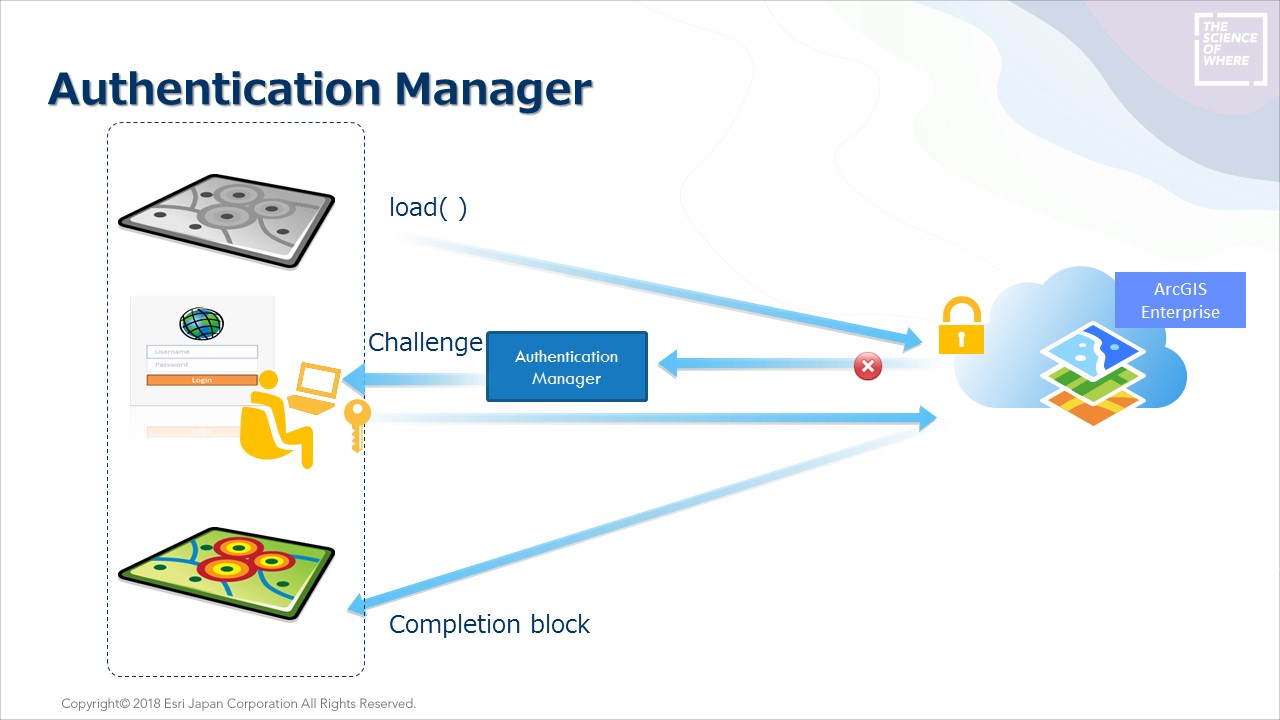 THE
SCIENCE
OF
WHERE
Authentication Manager
load( )
ArcGIS
Enterprise
Username
Password
Login
Challenge
Authentication
Manager
Completion block
Copyright© 2018 Esri Japan Corporation All Rights Reserved.